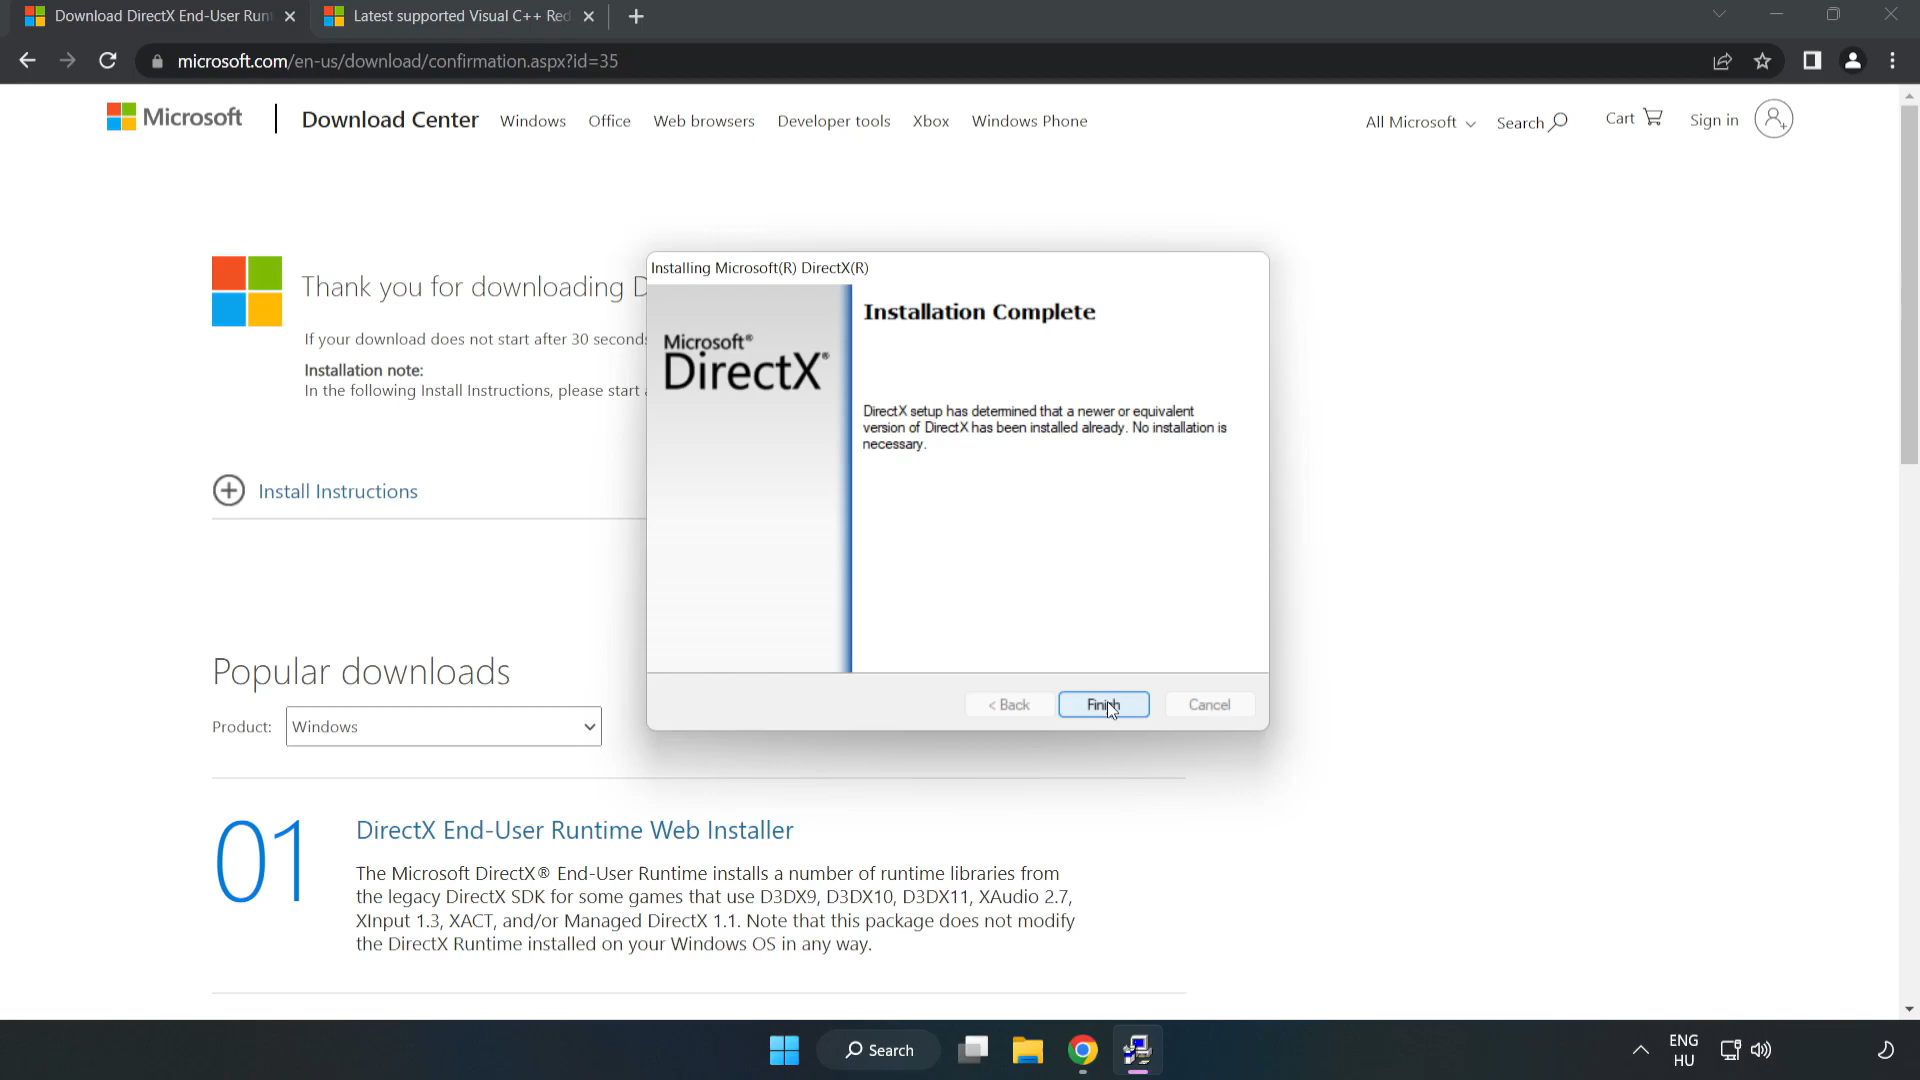 Download DirectX End-User Runt
Latest supported Visual C++ Red
microsoft.com/en-us/download/confirmation.aspx?id=35
Microsoft
Download Center
Windows
Office
Web browsers
Developer tools
Xbox
Windows Phone
All Microsoft
Search
Cart
Sign in
Thank you for downloading D
If your download does not start after 30 seconds
Installation note:
In the following Install Instructions, please start a
Install Instructions
Installing Microsoft(R) DirectX(R)
Microsoft®
DirectX®
Installation Complete
DirectX setup has determined that a newer or equivalent
version of DirectX has been installed already. No installation is
necessary.
< Back
Finish
Cancel
Popular downloads
Product:
Windows
01
DirectX End-User Runtime Web Installer
The Microsoft DirectX® End-User Runtime installs a number of runtime libraries from
the legacy DirectX SDK for some games that use D3DX9, D3DX10, D3DX11, XAudio 2.7,
XInput 1.3, XACT, and/or Managed DirectX 1.1. Note that this package does not modify
the DirectX Runtime installed on your Windows OS in any way.
Search
ENG
HU